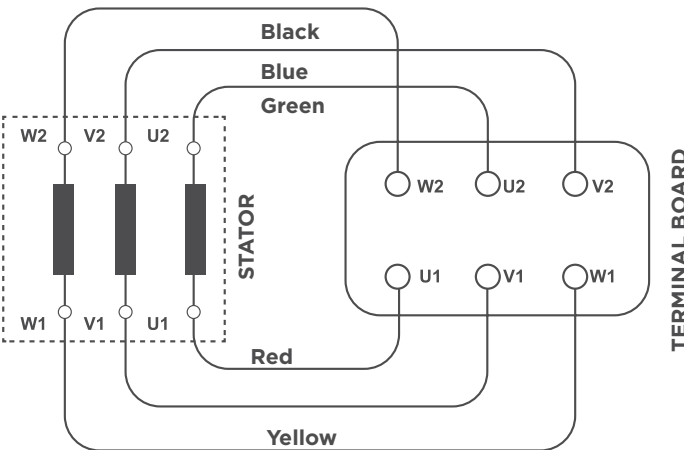 Black
Blue
Green
W2 V2 U2
STATOR
W1 V1 U1
W2 U2 V2
U1 V1 W1
TERMINAL BOARD
Red
Yellow